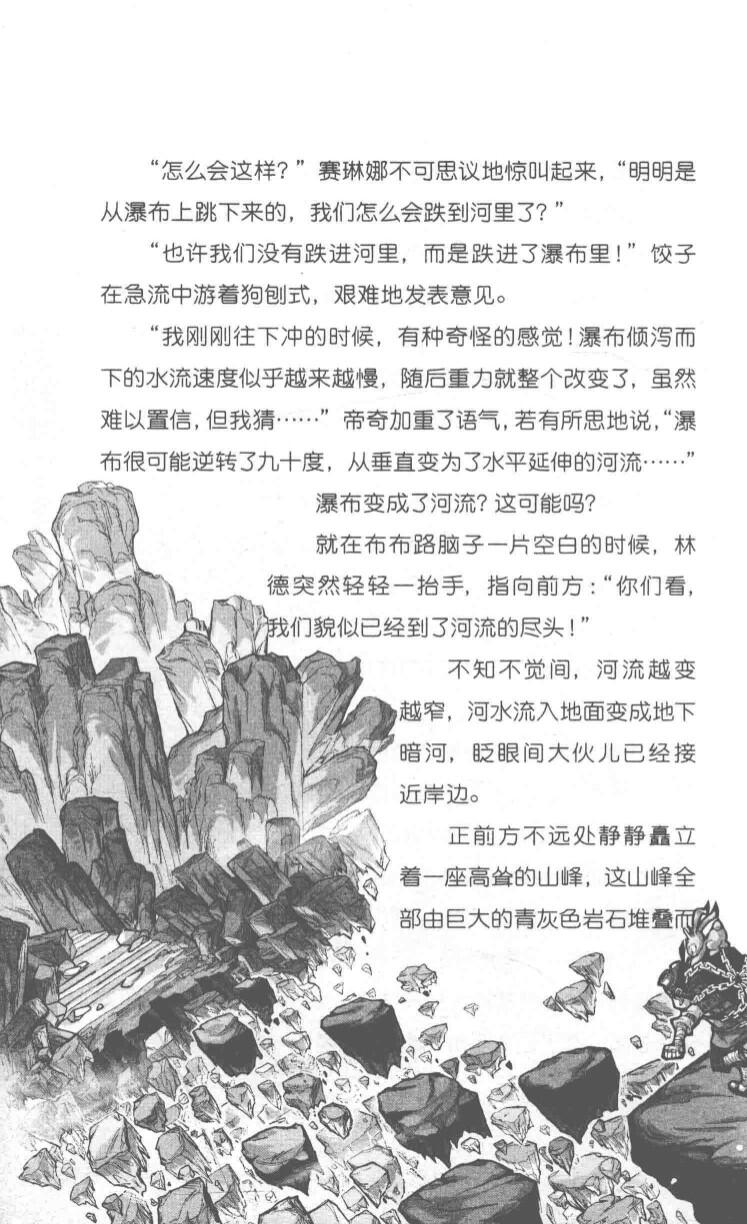 “怎么会这样？”赛琳娜不可思议地惊叫起来，“明明是
从瀑布上跳下来的，我们怎么会跌到河里了？”
“也许我们没有跌进河里，而是跌进了瀑布里！”饺子
在急流中游着狗刨式，艰难地发表意见。
“我刚刚往下冲的时候，有种奇怪的感觉！瀑布倾泻而
下的水流速度似乎越来越慢，随后重力就整个改变了，虽然
难以置信，但我猜……”帝奇加重了语气，若有所思地说，“瀑
布很可能逆转了九十度，从垂直变为了水平延伸的河流……”
瀑布变成了河流？这可能吗？
就在布布路脑子一片空白的时候，林
德突然轻轻一抬手，指向前方：“你们看，
我们貌似已经到了河流的尽头！”
不知不觉间，河流越变
越窄，河水流入地面变成地下
暗河，眨眼间大伙儿已经接
近岸边。
正前方不远处静静矗立
着一座高耸的山峰，这山峰全
部由巨大的青灰色岩石堆叠而